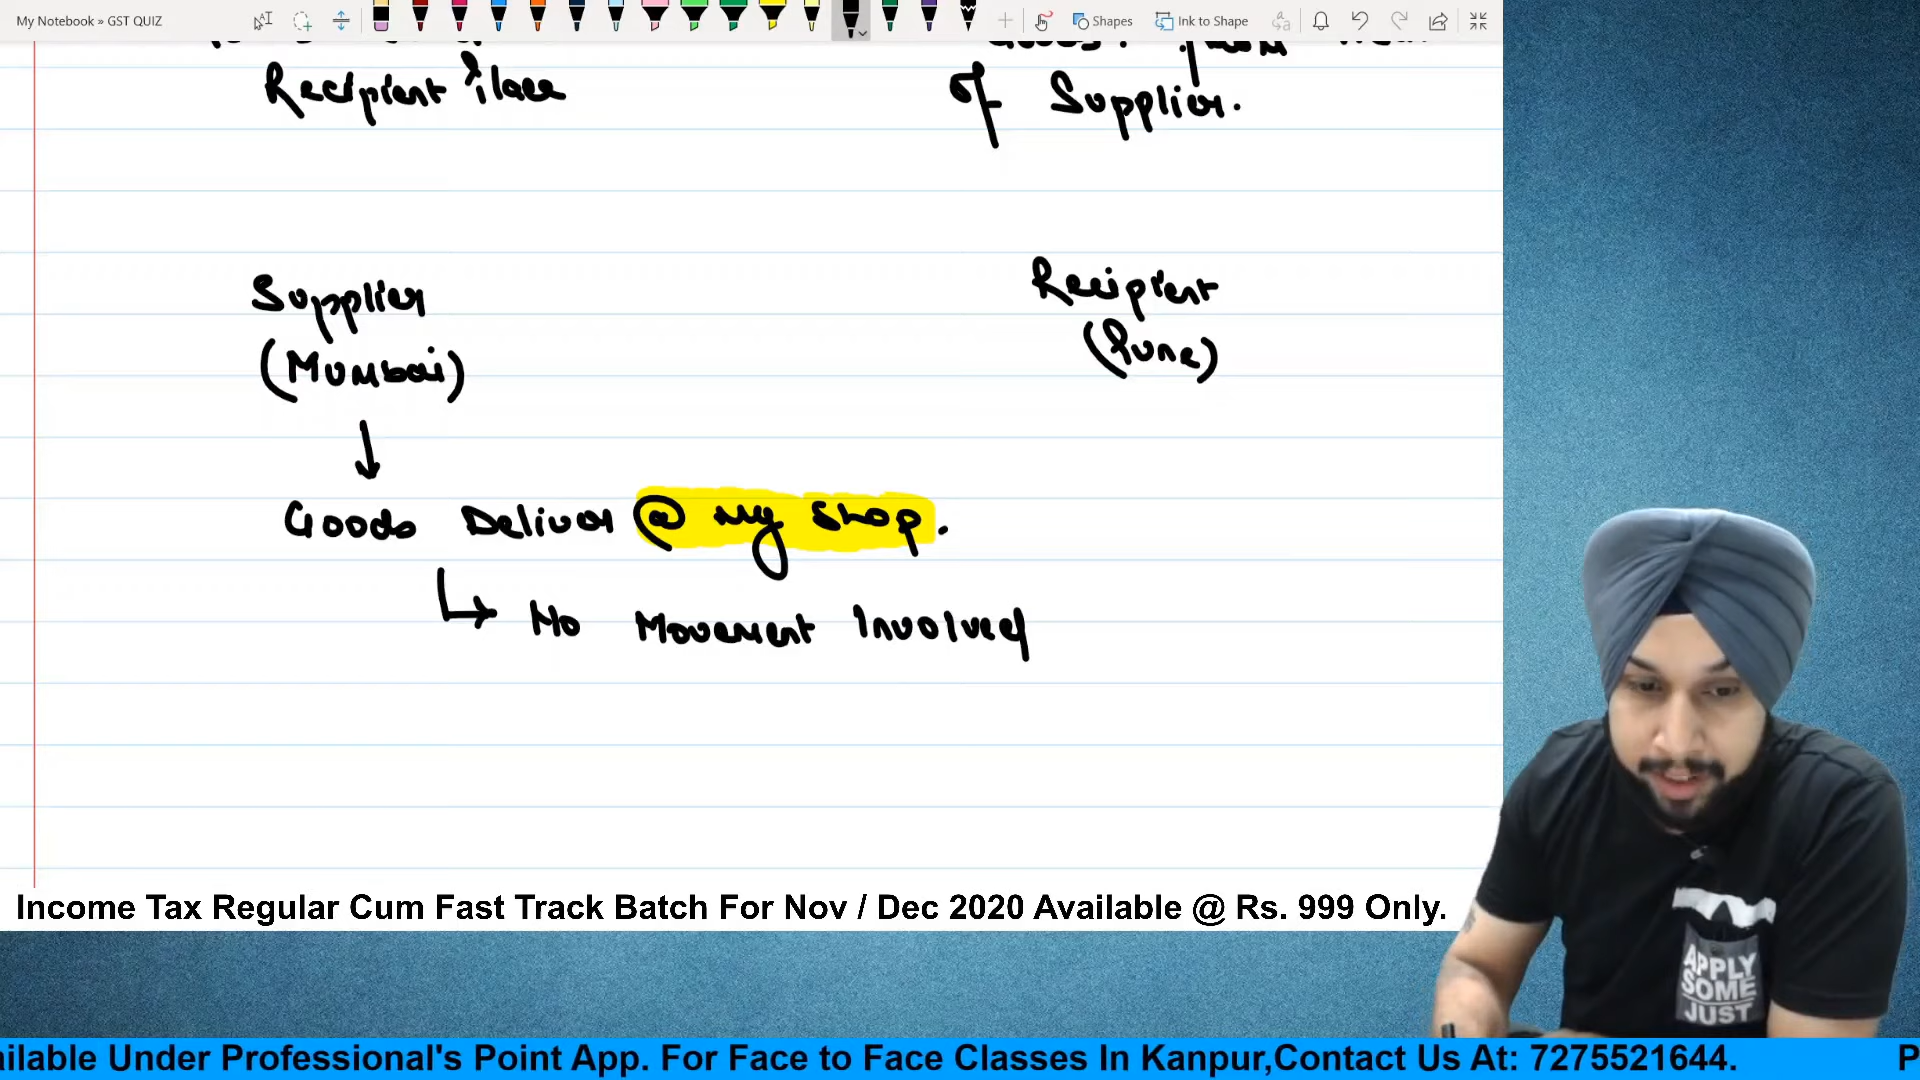 My Notebook » GST QUIZ
Shapes
Ink to Shape
Recipient Place
of Supplier.
Supplier
(Mumbai)
Recipient
(Pune)
Goods Deliver @ My Shop.
No Movement Involved
Income Tax Regular Cum Fast Track Batch For Nov / Dec 2020 Available @ Rs. 999 Only.
APPLY
SOME
JUST
ailable Under Professional's Point App. For Face to Face Classes In Kanpur,Contact Us At: 7275521644. P